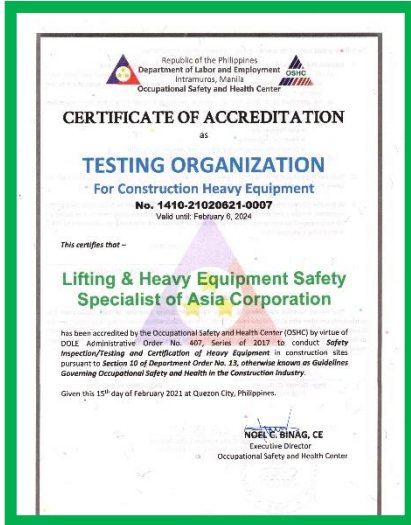 Republic of the Philippines
Department of Labor and Employment
Intramuros, Manila
Occupational Safety and Health Center
OSHC
CERTIFICATE OF ACCREDITATION
as
TESTING ORGANIZATION
For Construction Heavy Equipment
No. 1410-21020621-0007
Valid until: February 6, 2024
This certifies that –
Lifting & Heavy Equipment Safety
Specialist of Asia Corporation
has been accredited by the Occupational Safety and Health Center (OSHC) by virtue of
DOLE Administrative Order No. 407, Series of 2017 to conduct Safety
Inspection/Testing and Certification of Heavy Equipment in construction sites
pursuant to Section 10 of Department Order No. 13, otherwise known as Guidelines
Governing Occupational Safety and Health in the Construction Industry.
Given this 15th day of February 2021 at Quezon City, Philippines.
NOEL C. BINAG, CE
Executive Director
Occupational Safety and Health Center